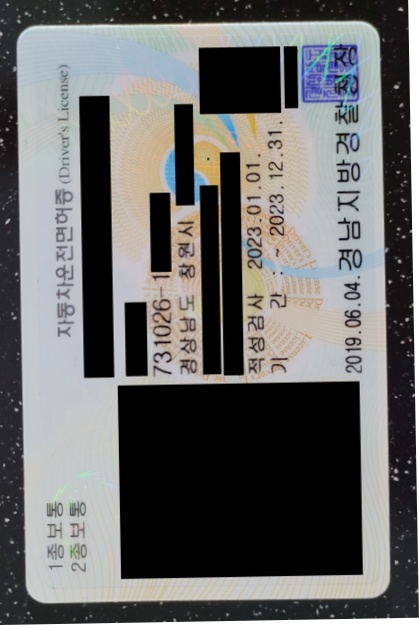 1종보통
2종보통
자동차운전면허증 (Driver's License)
731026-1
경상남도 창원시
적성검사 2023.01.01.
기 간 : ~ 2023.12.31.
2019.06.04. 경남지방경찰청장